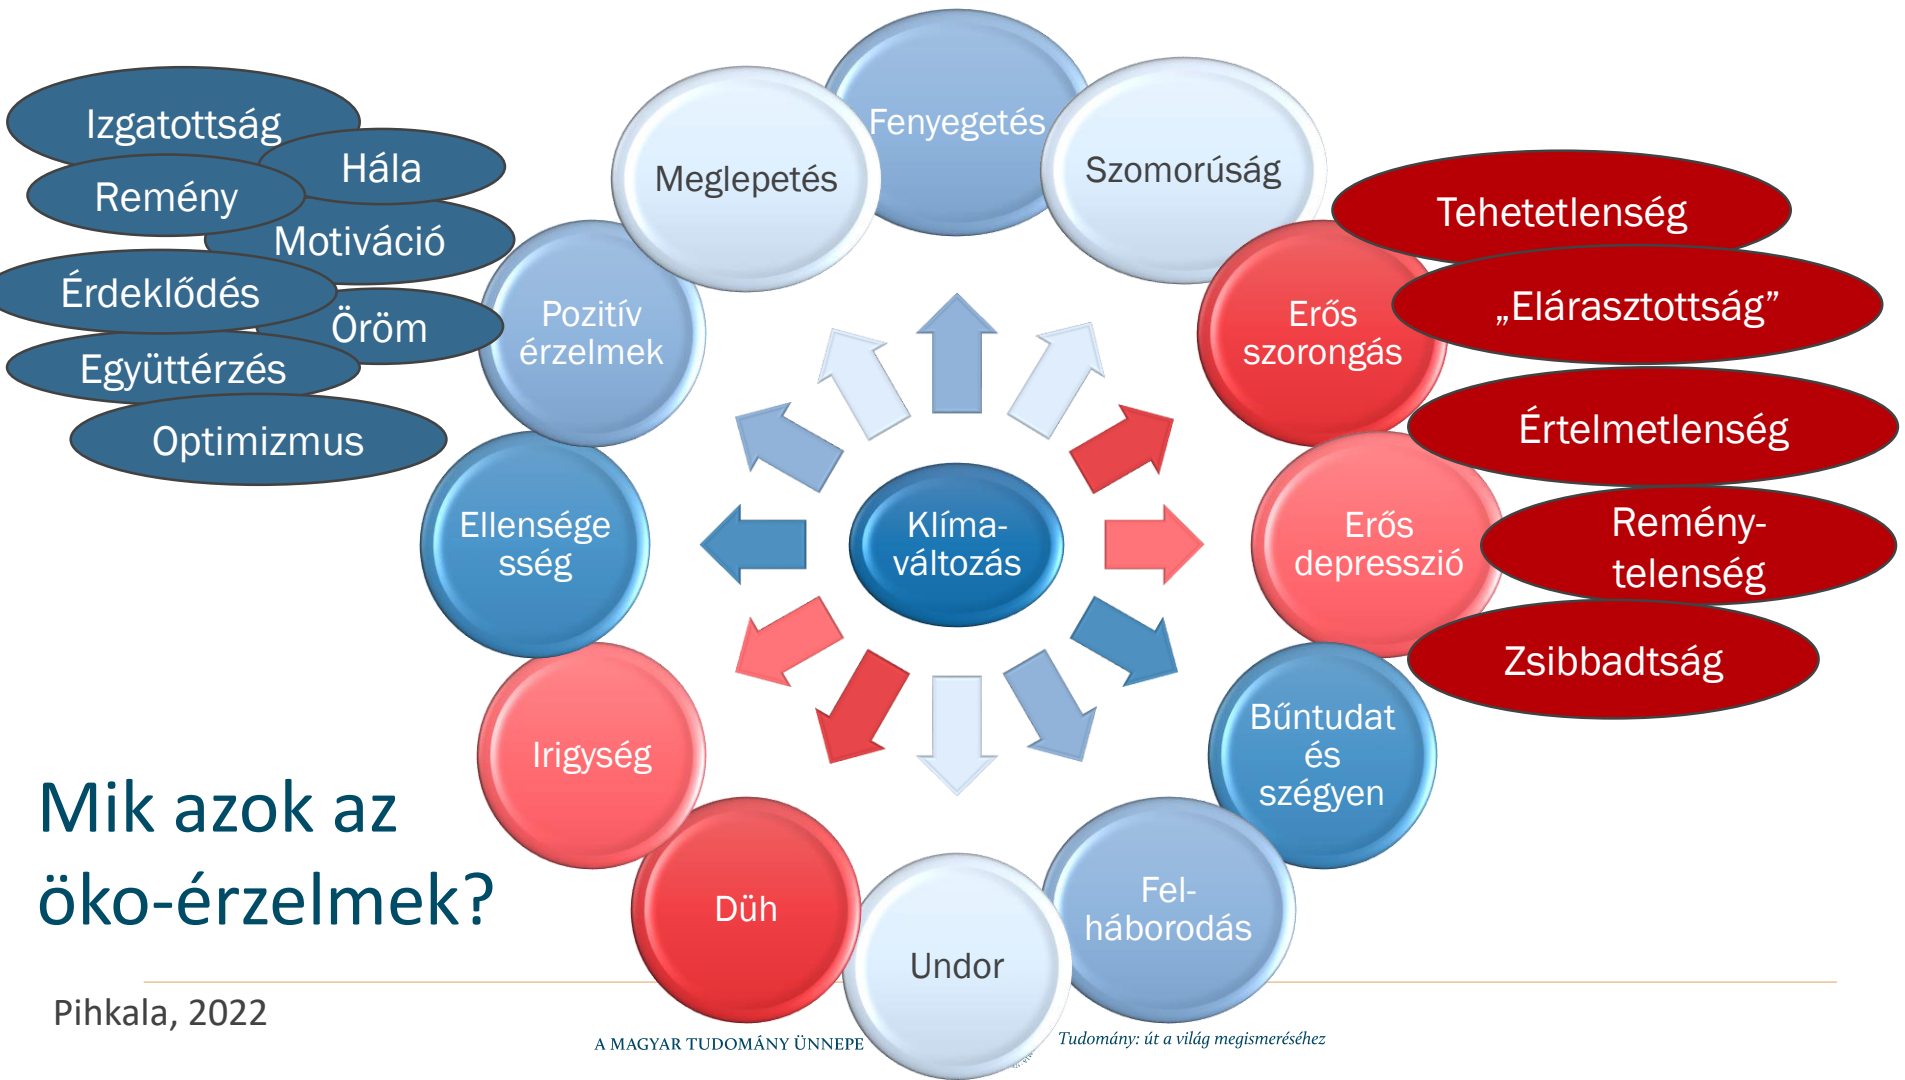 Fenyegetés
Szomorúság
Erős
szorongás
Erős
depresszió
Bűntudat
és
szégyen
Fel-
háborodás
Undor
Düh
Irigység
Ellensége
sség
Pozitív
érzelmek
Meglepetés
Klíma-
változás
Izgatottság
Hála
Remény
Motiváció
Érdeklődés
Öröm
Együttérzés
Optimizmus
Tehetetlenség
„Elárasztottság”
Értelmetlenség
Remény-
telenség
Zsibbadtság
Mik azok az
öko-érzelmek?
Pihkala, 2022
A MAGYAR TUDOMÁNY ÜNNEPE
Tudomány: út a világ megismeréséhez